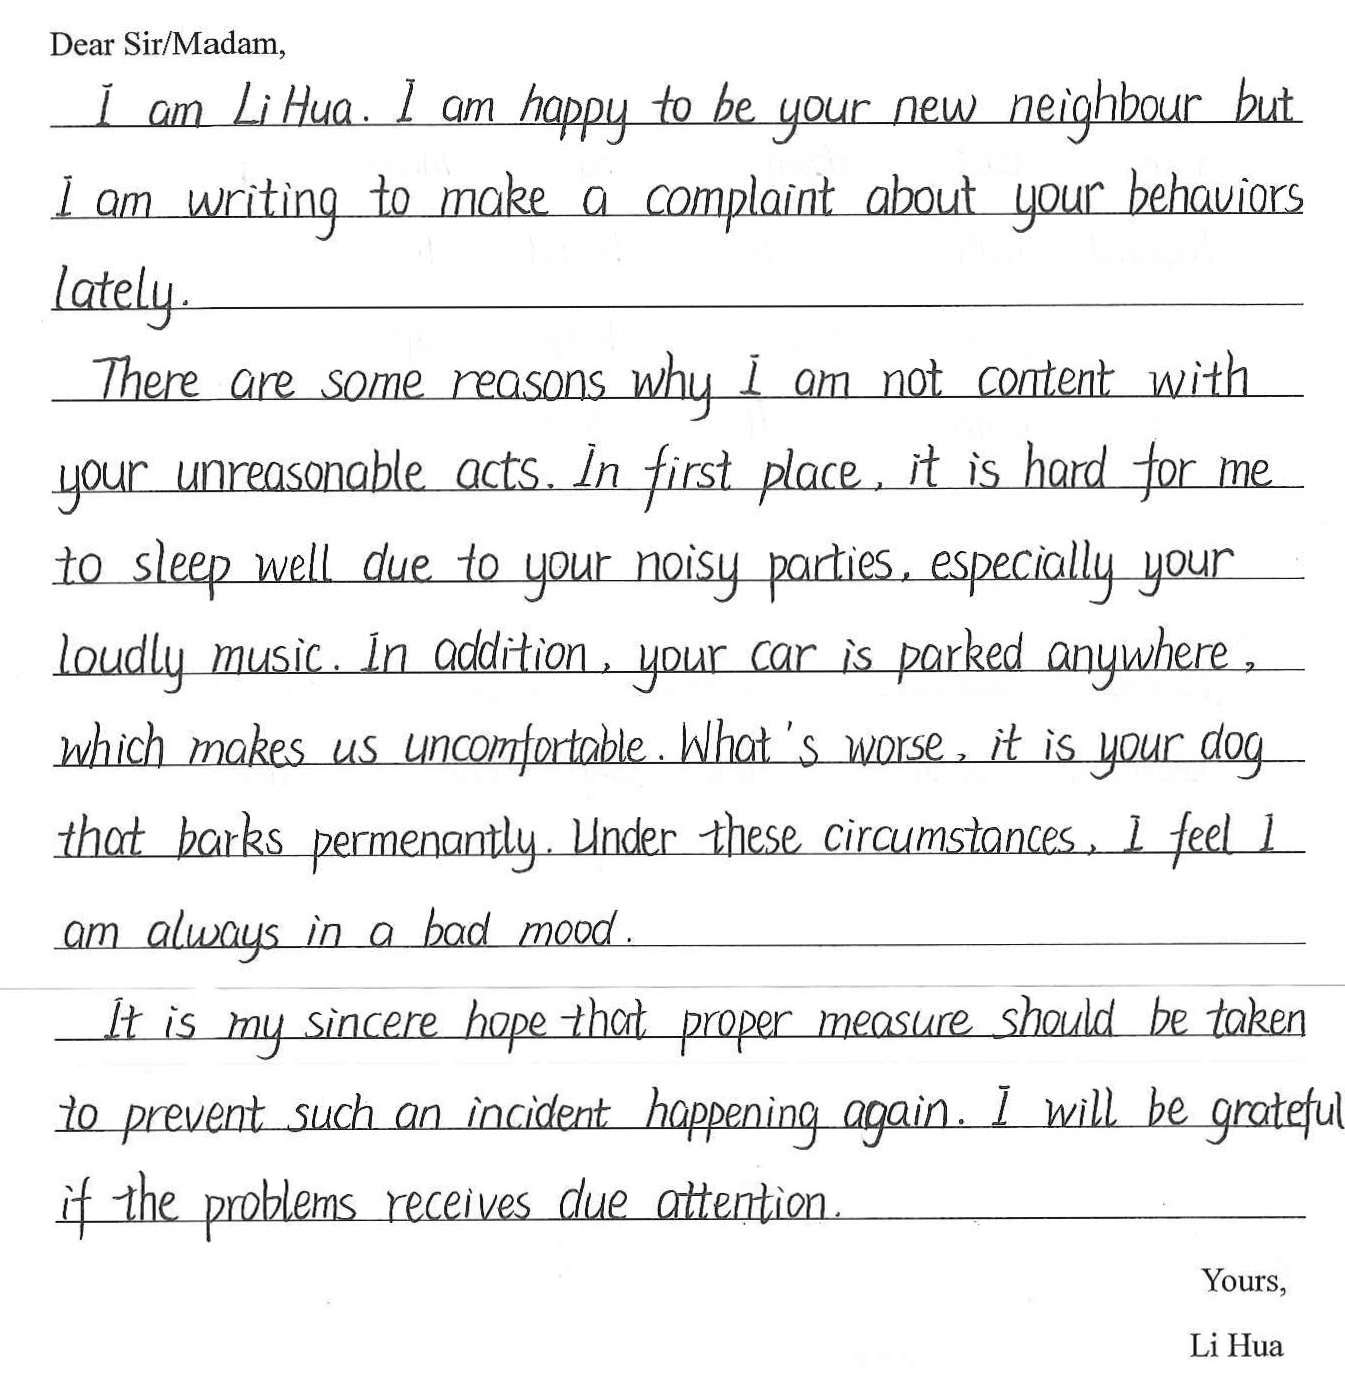 Dear Sir/Madam,
I am Li Hua. I am happy to be your new neighbour but
I am writing to make a complaint about your behaviors
lately.
There are some reasons why I am not content with
your unreasonable acts. In first place, it is hard for me
to sleep well due to your noisy parties, especially your
loudly music. In addition, your car is parked anywhere,
which makes us uncomfortable. What's worse, it is your dog
that barks permenantly. Under these circumstances, I feel I
am always in a bad mood.
It is my sincere hope that proper measure should be taken
to prevent such an incident happening again. I will be grateful
if the problems receives due attention.
Yours,
Li Hua